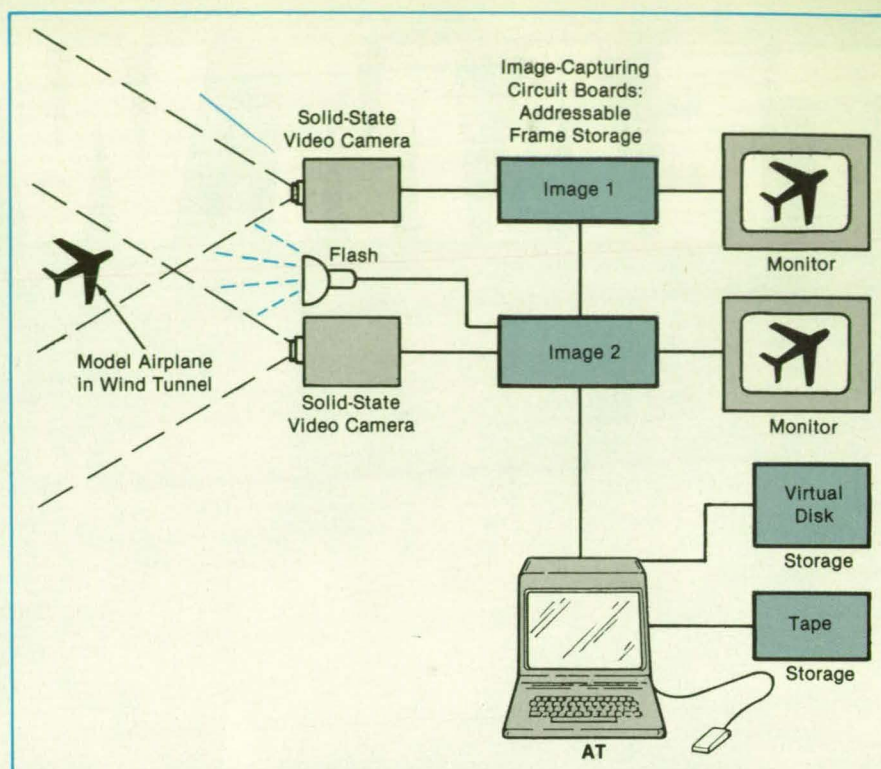 Image-Capturing
Circuit Boards:
Addressable
Frame Storage
Solid-State
Video Camera
Image 1
Monitor
Flash
Model Airplane
in Wind Tunnel
Image 2
Solid-State
Video Camera
Monitor
Virtual
Disk
Storage
Tape
Storage
AT